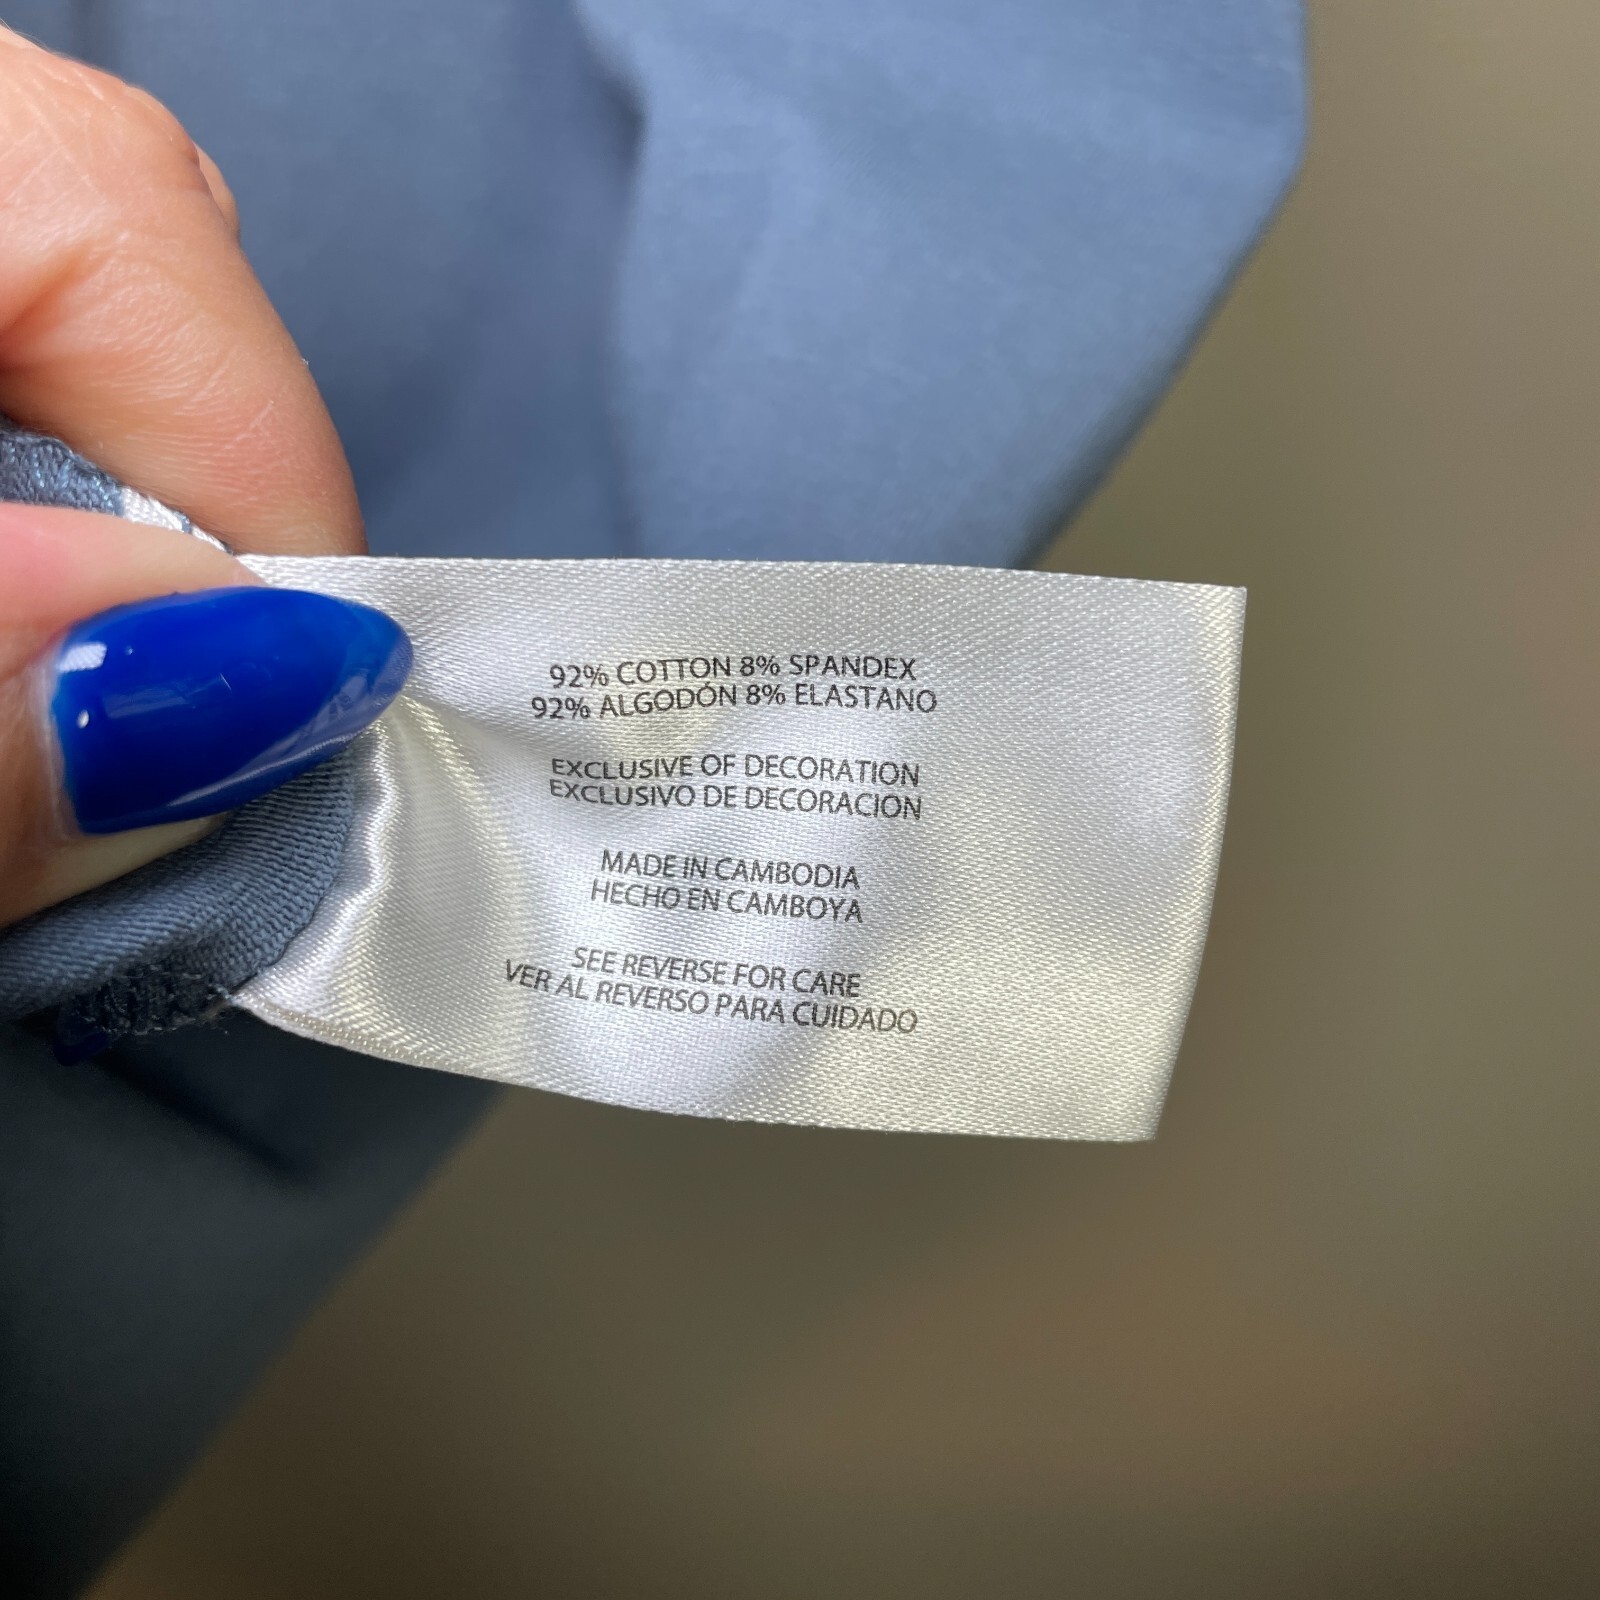 92% COTTON 8% SPANDEX
92% ALGODÓN 8% ELASTANO
EXCLUSIVE OF DECORATION
EXCLUSIVO DE DECORACION
MADE IN CAMBODIA
HECHO EN CAMBOYA
SEE REVERSE FOR CARE
VER AL REVERSO PARA CUIDADO